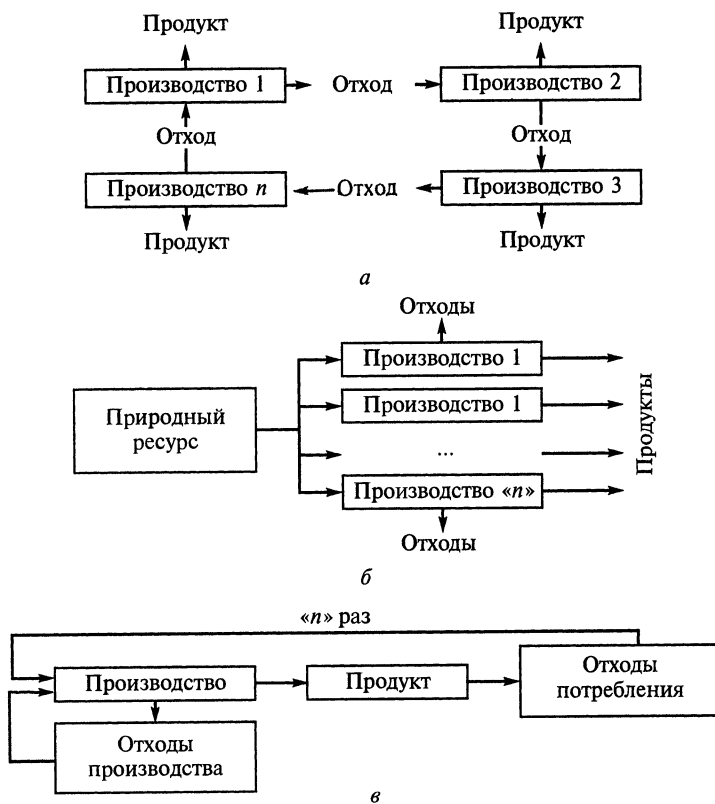 Продукт
Продукт
Производство 1
Отход
Производство 2
Отход
Отход
Производство n
Отход
Производство 3
Продукт
Продукт
а
Отходы
Производство 1
Природный
ресурс
Производство 1
...
Производство «n»
Продукты
Отходы
б
«n» раз
Производство
Продукт
Отходы
потребления
Отходы
производства
в